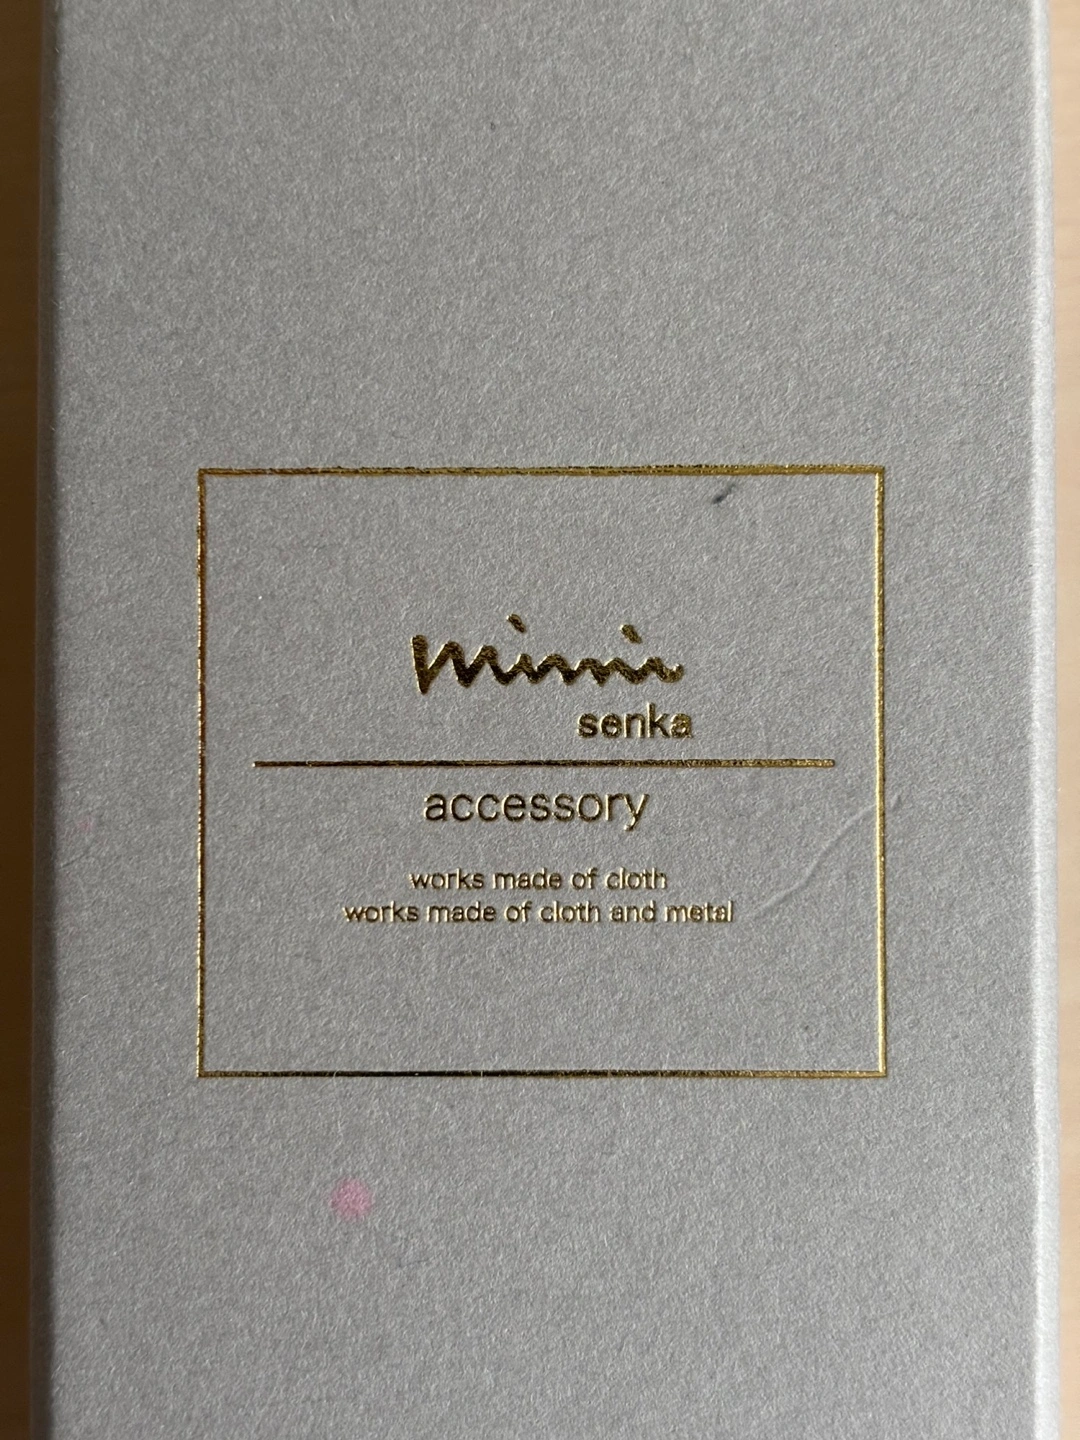 mimi
senka
accessory
works made of cloth
works made of cloth and metal